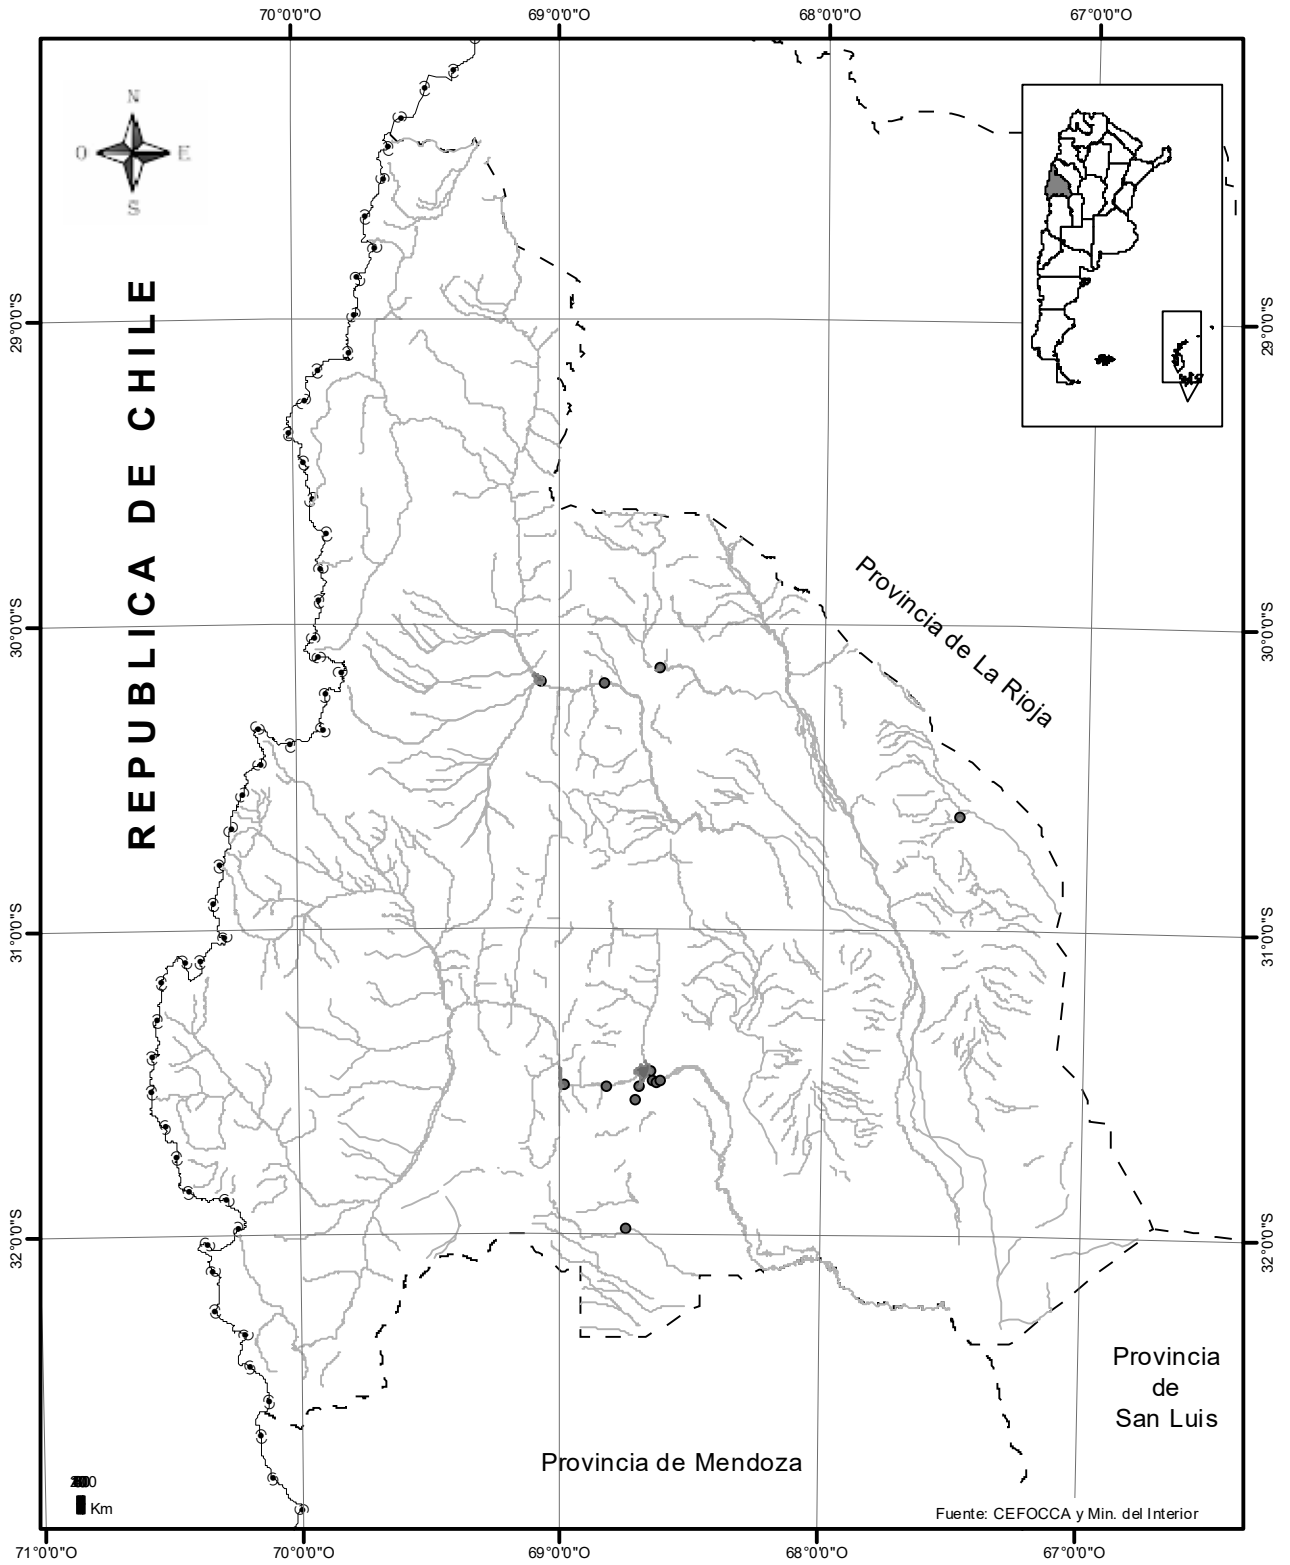 70°0'0"O 69°0'0"O 68°0'0"O 67°0'0"O
N
O E
S
REPUBLICA DE CHILE
29°0'0"S
29°0'0"S
Provincia de La Rioja
30°0'0"S
30°0'0"S
31°0'0"S
31°0'0"S
32°0'0"S
32°0'0"S
Provincia
de
San Luis
Provincia de Mendoza
Km
Fuente: CEFOCCA y Min. del Interior
71°0'0"O 70°0'0"O 69°0'0"O 68°0'0"O 67°0'0"O